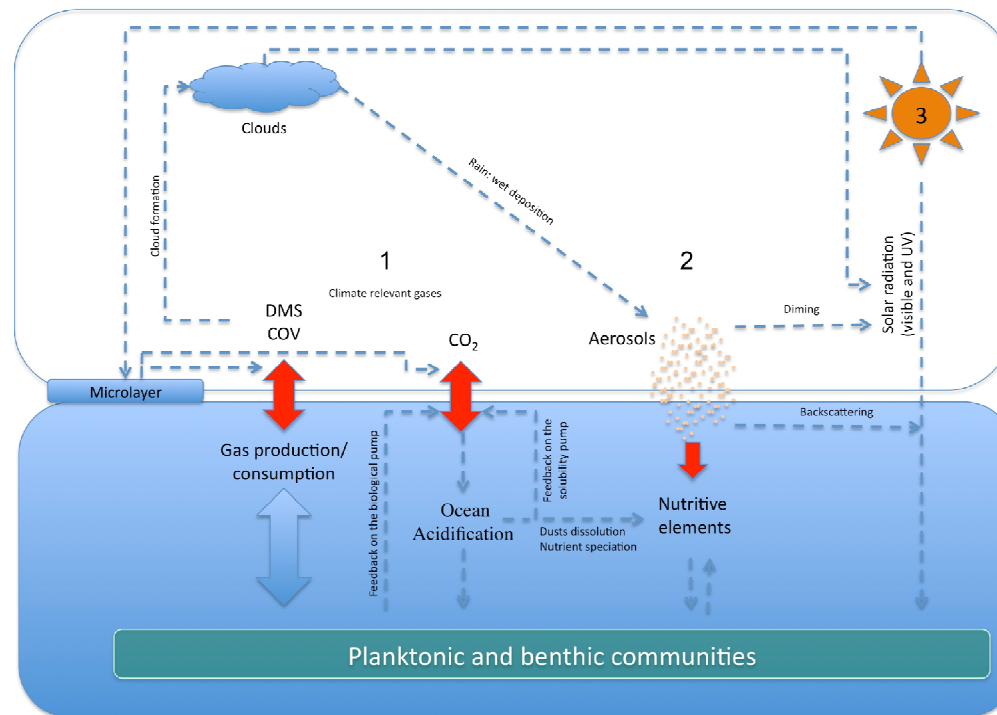 3
Clouds
Cloud formation
Rain: wet deposition
1
2
Climate relevant gases
Solar radiation
(visible and UV)
DMS
COV
CO2
Aerosols
Diming
Microlayer
Backscattering
Gas production/
consumption
Feedback on the biological pump
Feedback on the
solubility pump
Ocean
Acidification
Dusts dissolution
Nutrient speciation
Nutritive
elements
Planktonic and benthic communities